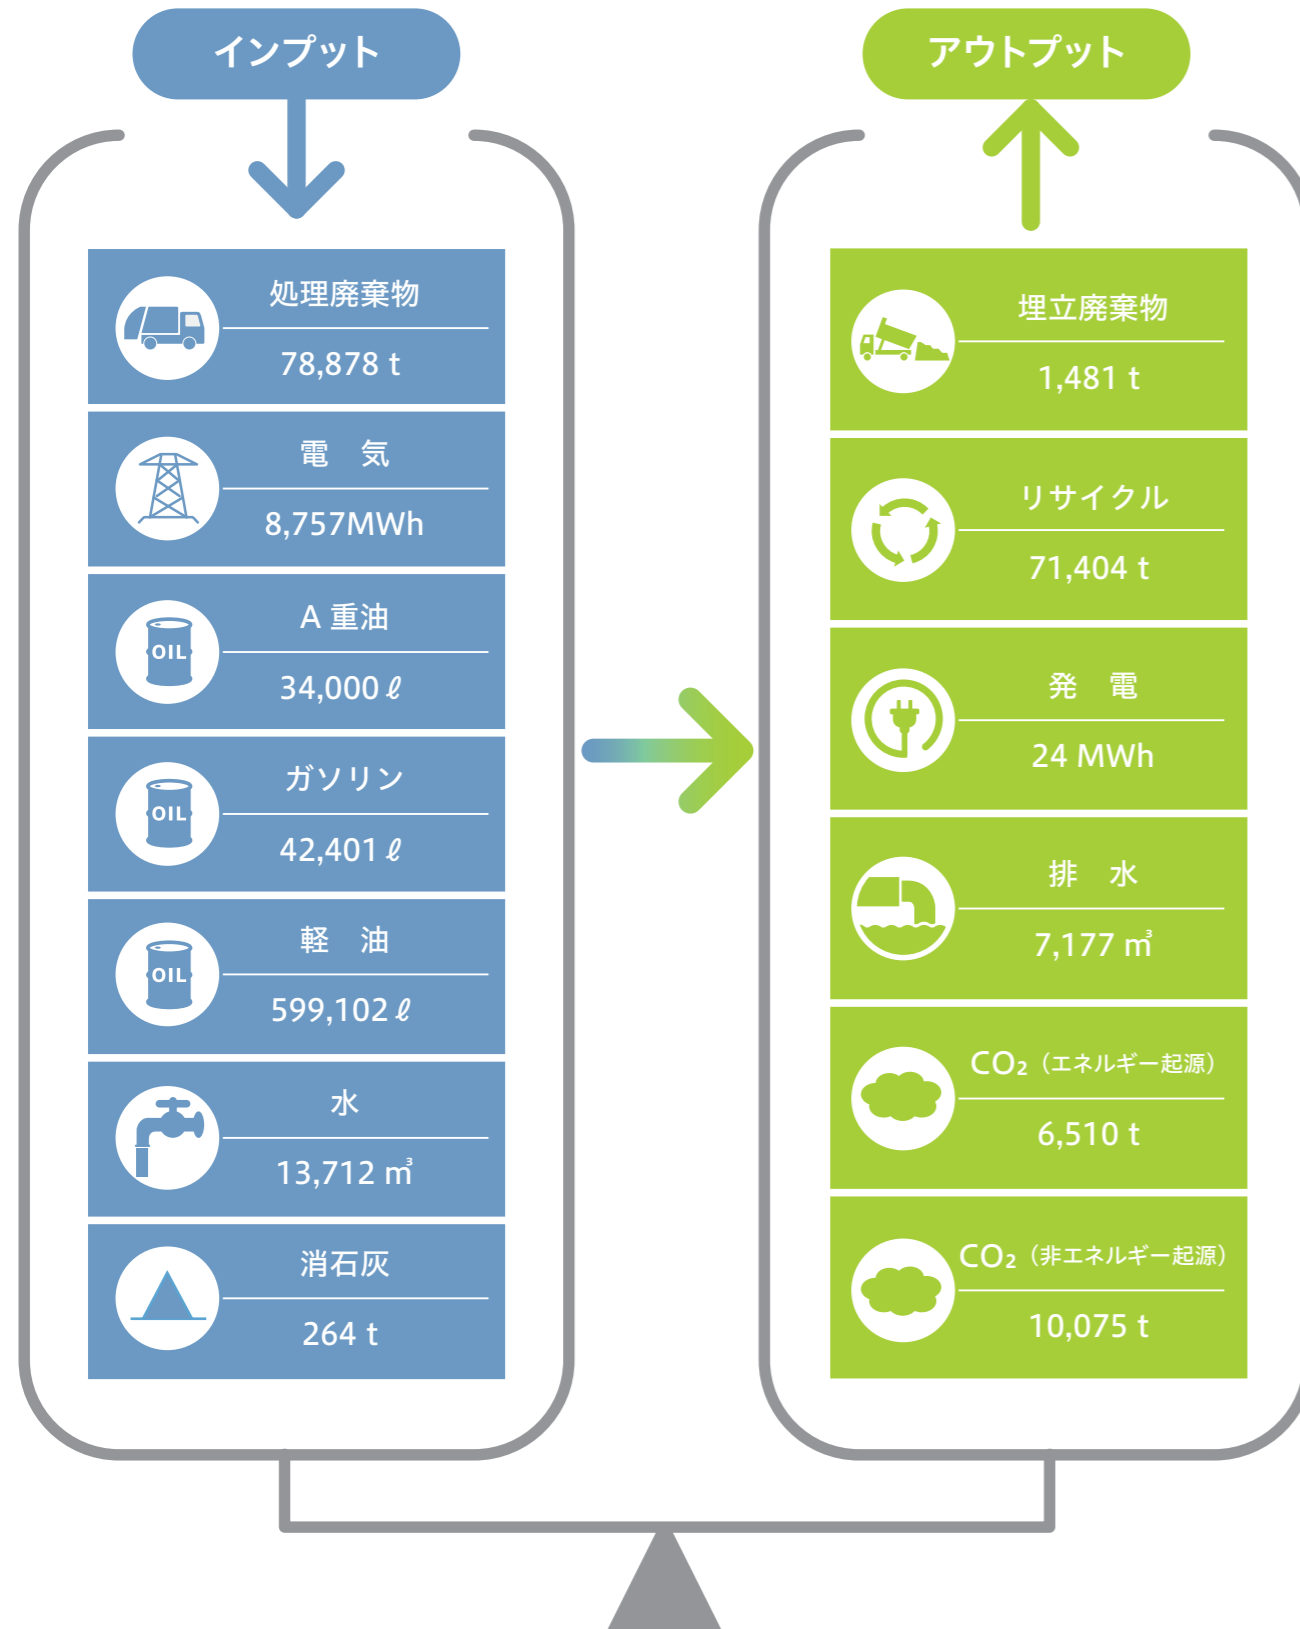 インプット
処理廃棄物
78,878 t
電　気
8,757MWh
OIL
A 重油
34,000 ℓ
OIL
ガソリン
42,401 ℓ
OIL
軽　油
599,102 ℓ
水
13,712 ㎥
消石灰
264 t
アウトプット
埋立廃棄物
1,481 t
リサイクル
71,404 t
発　電
24 MWh
排　水
7,177 ㎥
CO₂（エネルギー起源）
6,510 t
CO₂（非エネルギー起源）
10,075 t